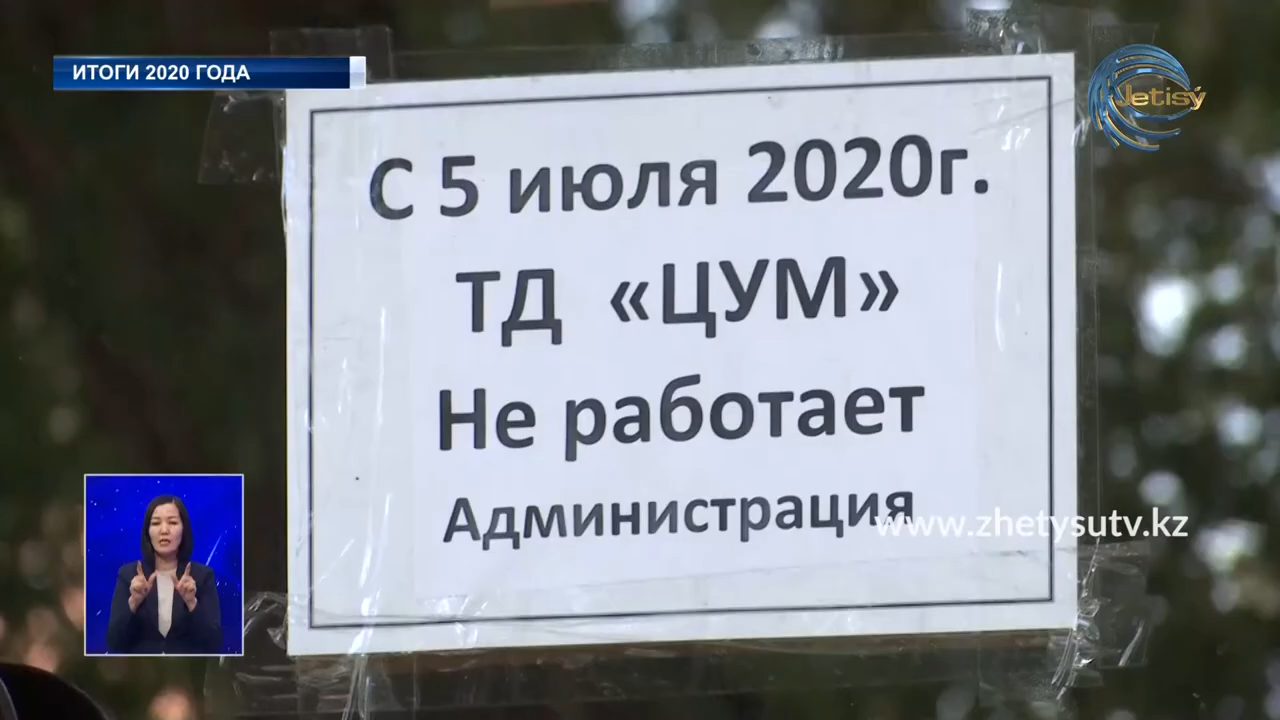 ИТОГИ 2020 ГОДА
Jetisý
С 5 июля 2020г.
ТД «ЦУМ»
Не работает
Администрация
www.zhetysutv.kz